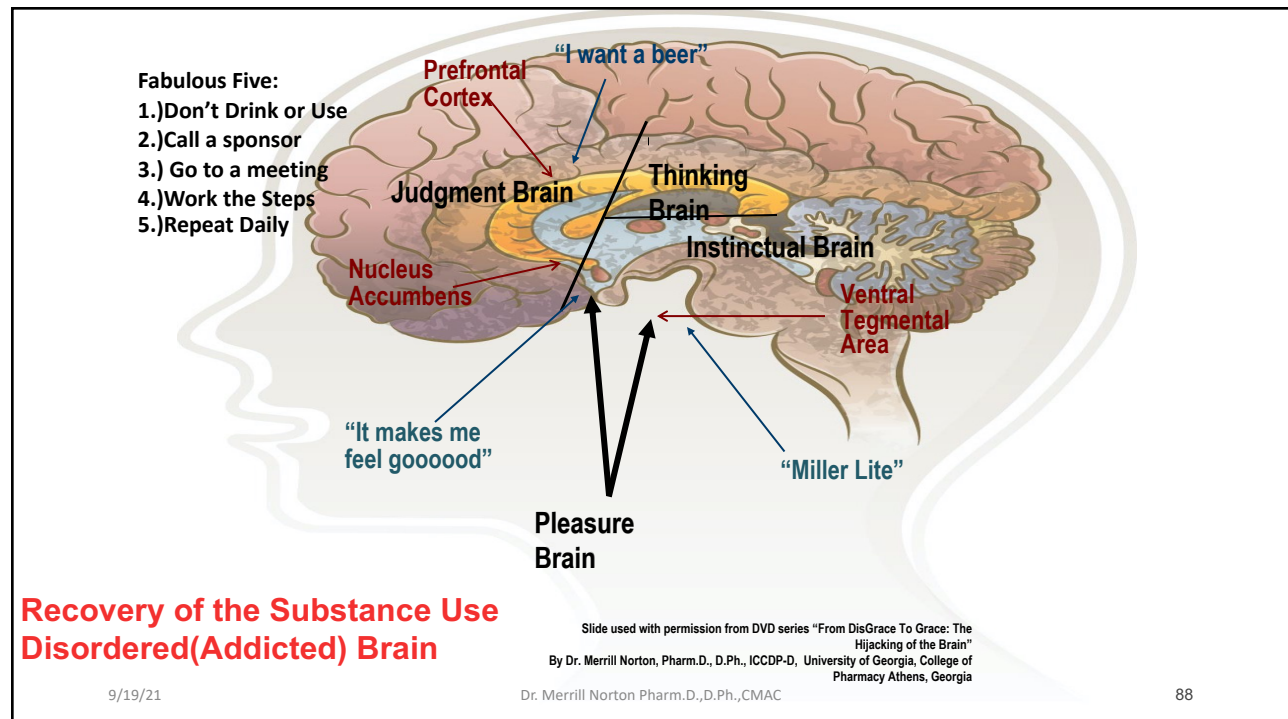 Fabulous Five:
1.)Don’t Drink or Use
2.)Call a sponsor
3.) Go to a meeting
4.)Work the Steps
5.)Repeat Daily
Prefrontal
Cortex
“I want a beer”
Judgment Brain
Thinking
Brain
Instinctual Brain
Nucleus
Accumbens
Ventral
Tegmental
Area
“It makes me
feel goooood”
“Miller Lite”
Pleasure
Brain
Recovery of the Substance Use
Disordered(Addicted) Brain
Slide used with permission from DVD series “From DisGrace To Grace: The
Hijacking of the Brain”
By Dr. Merrill Norton, Pharm.D., D.Ph., ICCDP-D, University of Georgia, College of
Pharmacy Athens, Georgia
9/19/21
Dr. Merrill Norton Pharm.D.,D.Ph.,CMAC
88